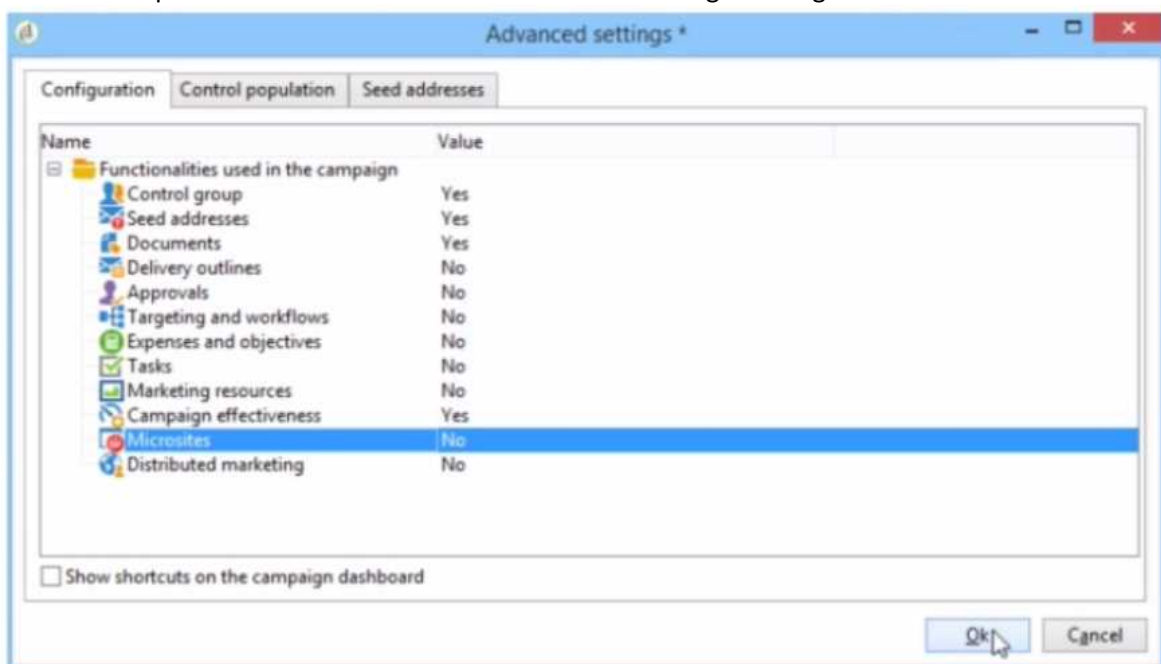 Advanced settings *
Configuration Control population Seed addresses
Name Value
Functionalities used in the campaign
Control group Yes
Seed addresses Yes
Documents Yes
Delivery outlines No
Approvals No
Targeting and workflows No
Expenses and objectives No
Tasks No
Marketing resources No
Campaign effectiveness Yes
Microsites No
Distributed marketing No
Show shortcuts on the campaign dashboard
Ok Cancel